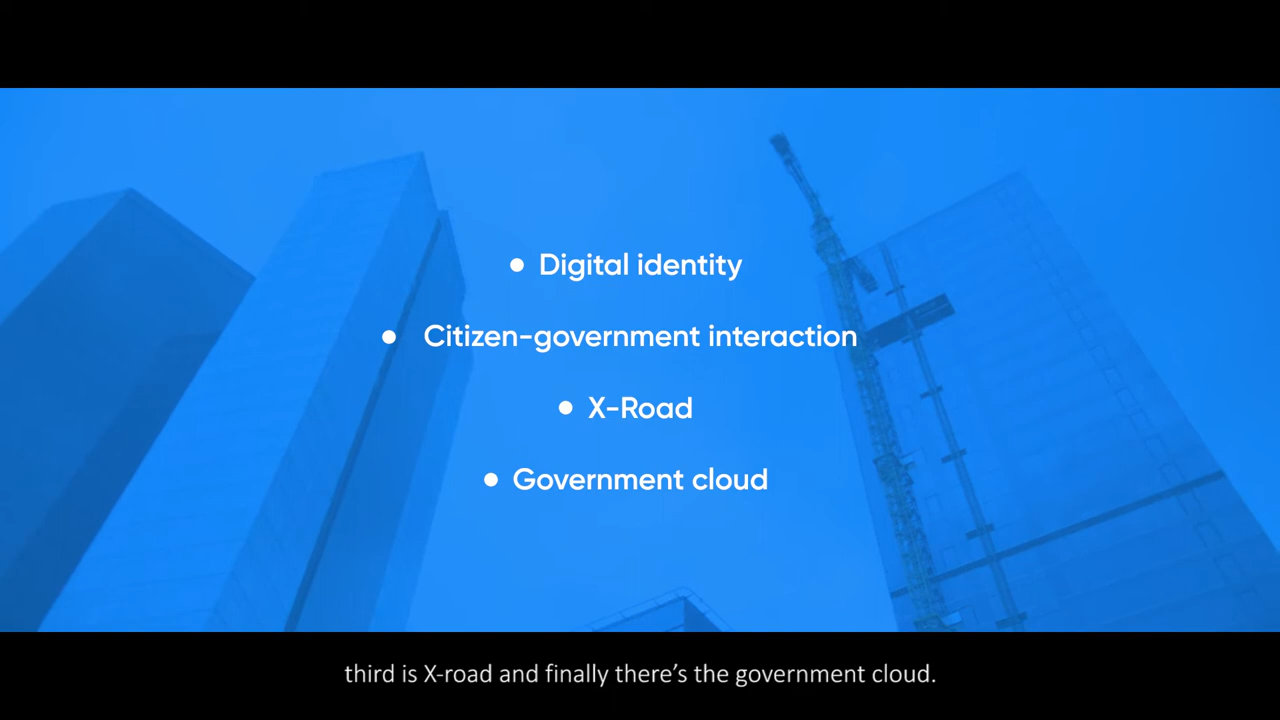 • Digital identity
• Citizen-government interaction
• X-Road
• Government cloud
third is X-road and finally there’s the government cloud.